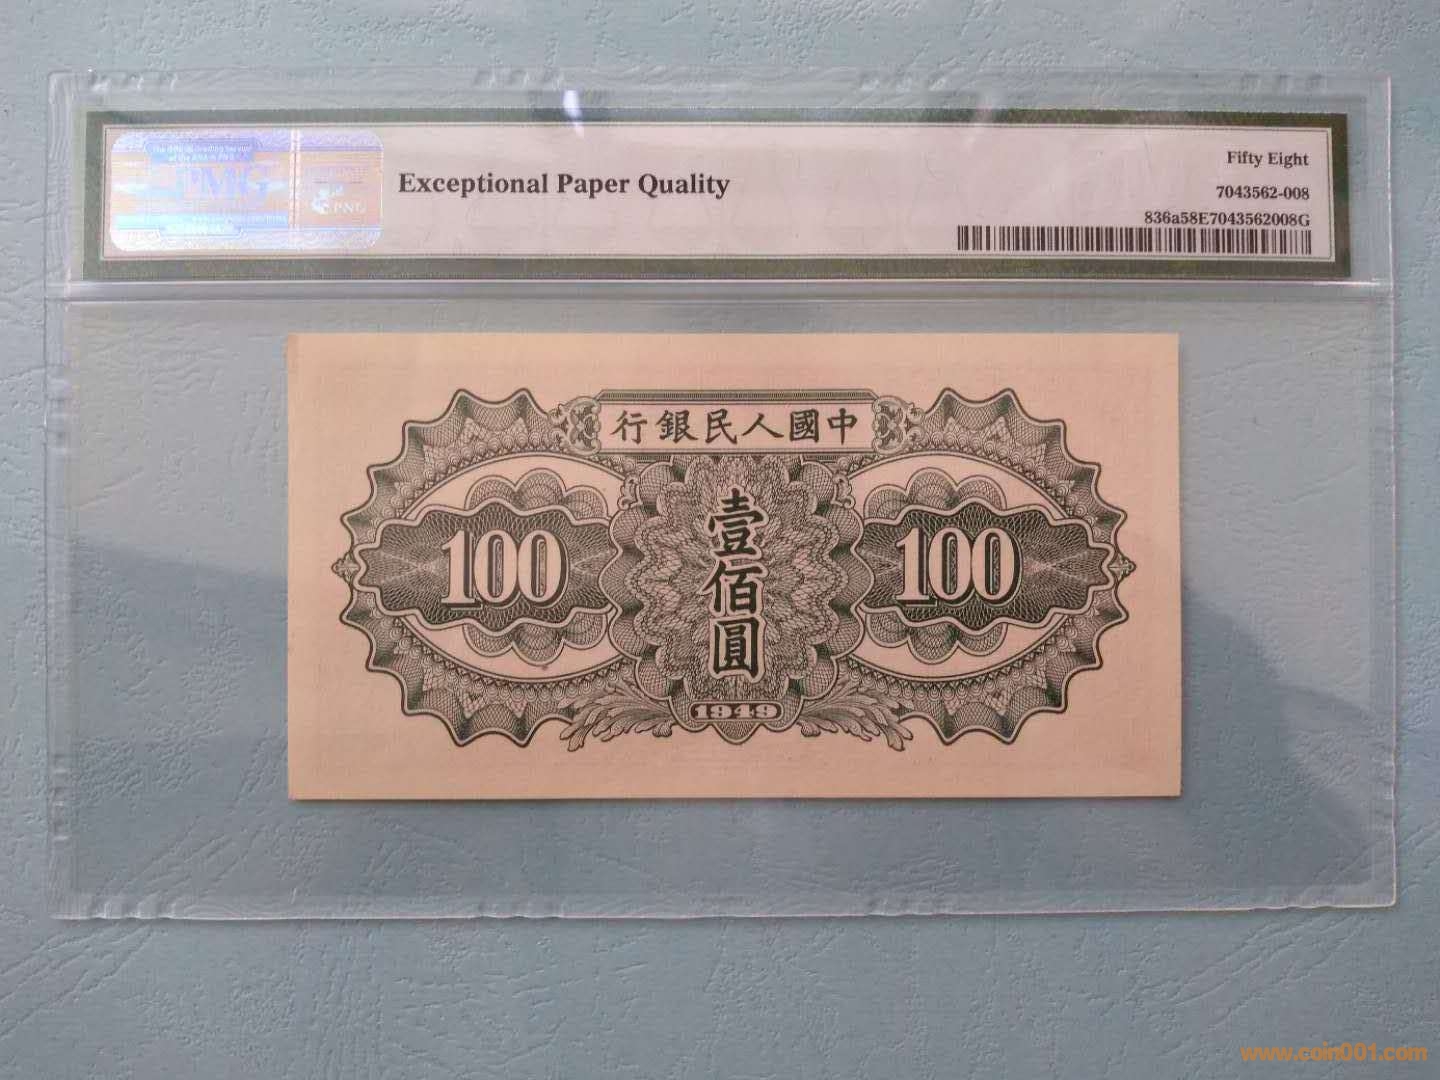 PMG
PNG
Exceptional Paper Quality
Fifty Eight
7043562-008
836a58E7043562008G
行銀民人國中
100
壹佰圓
100
1949
www.coin001.com